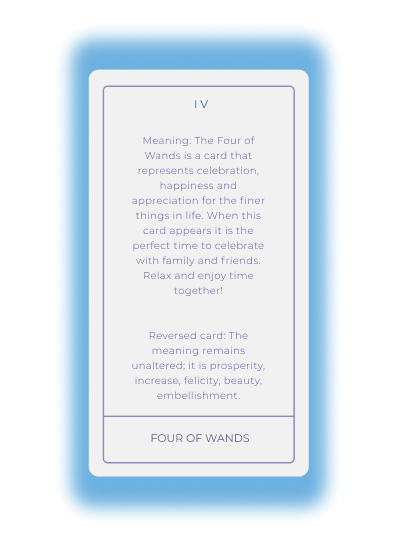 IV
Meaning: The Four of
Wands is a card that
represents celebration,
happiness and
appreciation for the finer
things in life. When this
card appears it is the
perfect time to celebrate
with family and friends.
Relax and enjoy time
together!
Reversed card: The
meaning remains
unaltered; it is prosperity,
increase, felicity, beauty,
embellishment.
FOUR OF WANDS